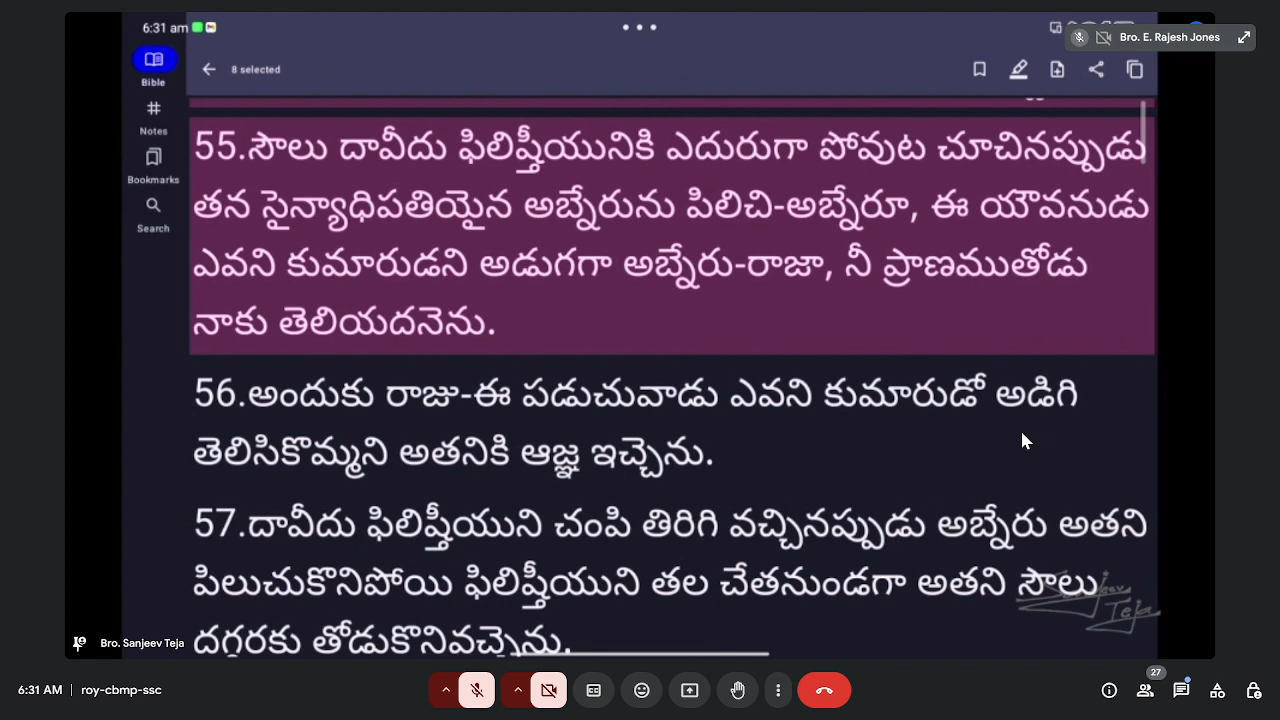 6:31 am
Bro. E. Rajesh Jones
8 selected
Bible
Notes
Bookmarks
Search
55.సౌలు దావీదు ఫిలిష్తీయునికి ఎదురుగా పోవుట చూచినప్పుడు
తన సైన్యాధిపతియైన అబ్నేరును పిలిచి-అబ్నేరూ, ఈ యౌవనుడు
ఎవని కుమారుడని అడుగగా అబ్నేరు-రాజా, నీ ప్రాణముతోడు
నాకు తెలియదనెను.
56.అందుకు రాజు-ఈ పడుచువాడు ఎవని కుమారుడో అడిగి
తెలిసికొమ్మని అతనికి ఆజ్ఞ ఇచ్చెను.
57.దావీదు ఫిలిష్తీయుని చంపి తిరిగి వచ్చినప్పుడు అబ్నేరు అతని
పిలుచుకొనిపోయి ఫిలిష్తీయుని తల చేతనుండగా అతని సౌలు
దగ్గరకు తోడుకొనివచ్చెను.
Sanjeev
Teja
Bro. Sanjeev Teja
6:31 AM
roy-cbmp-ssc
27